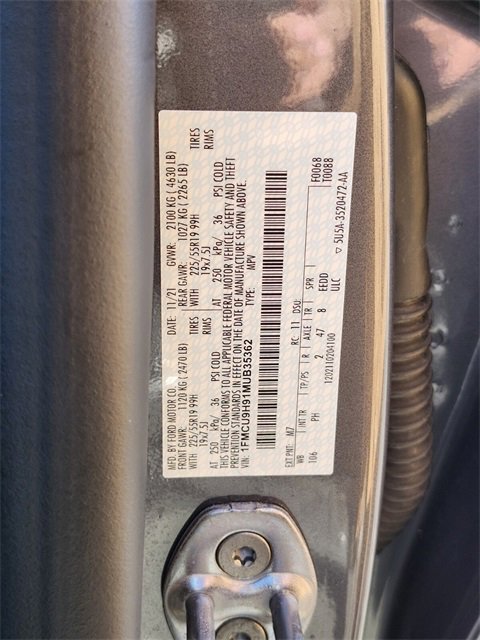 MFD. BY FORD MOTOR CO. DATE: 11/21 GVWR: 2100 KG ( 4630 LB)
FRONT GAWR: 1120 KG ( 2470 LB) REAR GAWR: 1027 KG ( 2265 LB)
WITH 225/55R19 99H TIRES WITH 225/55R19 99H TIRES
19x7.5J RIMS 19x7.5J RIMS
AT 250 kPa/ 36 PSI COLD AT 250 kPa/ 36 PSI COLD
THIS VEHICLE CONFORMS TO ALL APPLICABLE FEDERAL MOTOR VEHICLE SAFETY AND THEFT
PREVENTION STANDARDS IN EFFECT ON THE DATE OF MANUFACTURE SHOWN ABOVE.
VIN: 1FMCU9H91MUB35362 TYPE: MPV
EXT PNT: M7 RC: 11 DSO: F0068
T0088
WB INT TR TP/PS R AXLE TR SPR
106 PH 2 47 8 FEDD
ULC
1202110204100 ▽ 5U5A-3520472-AA